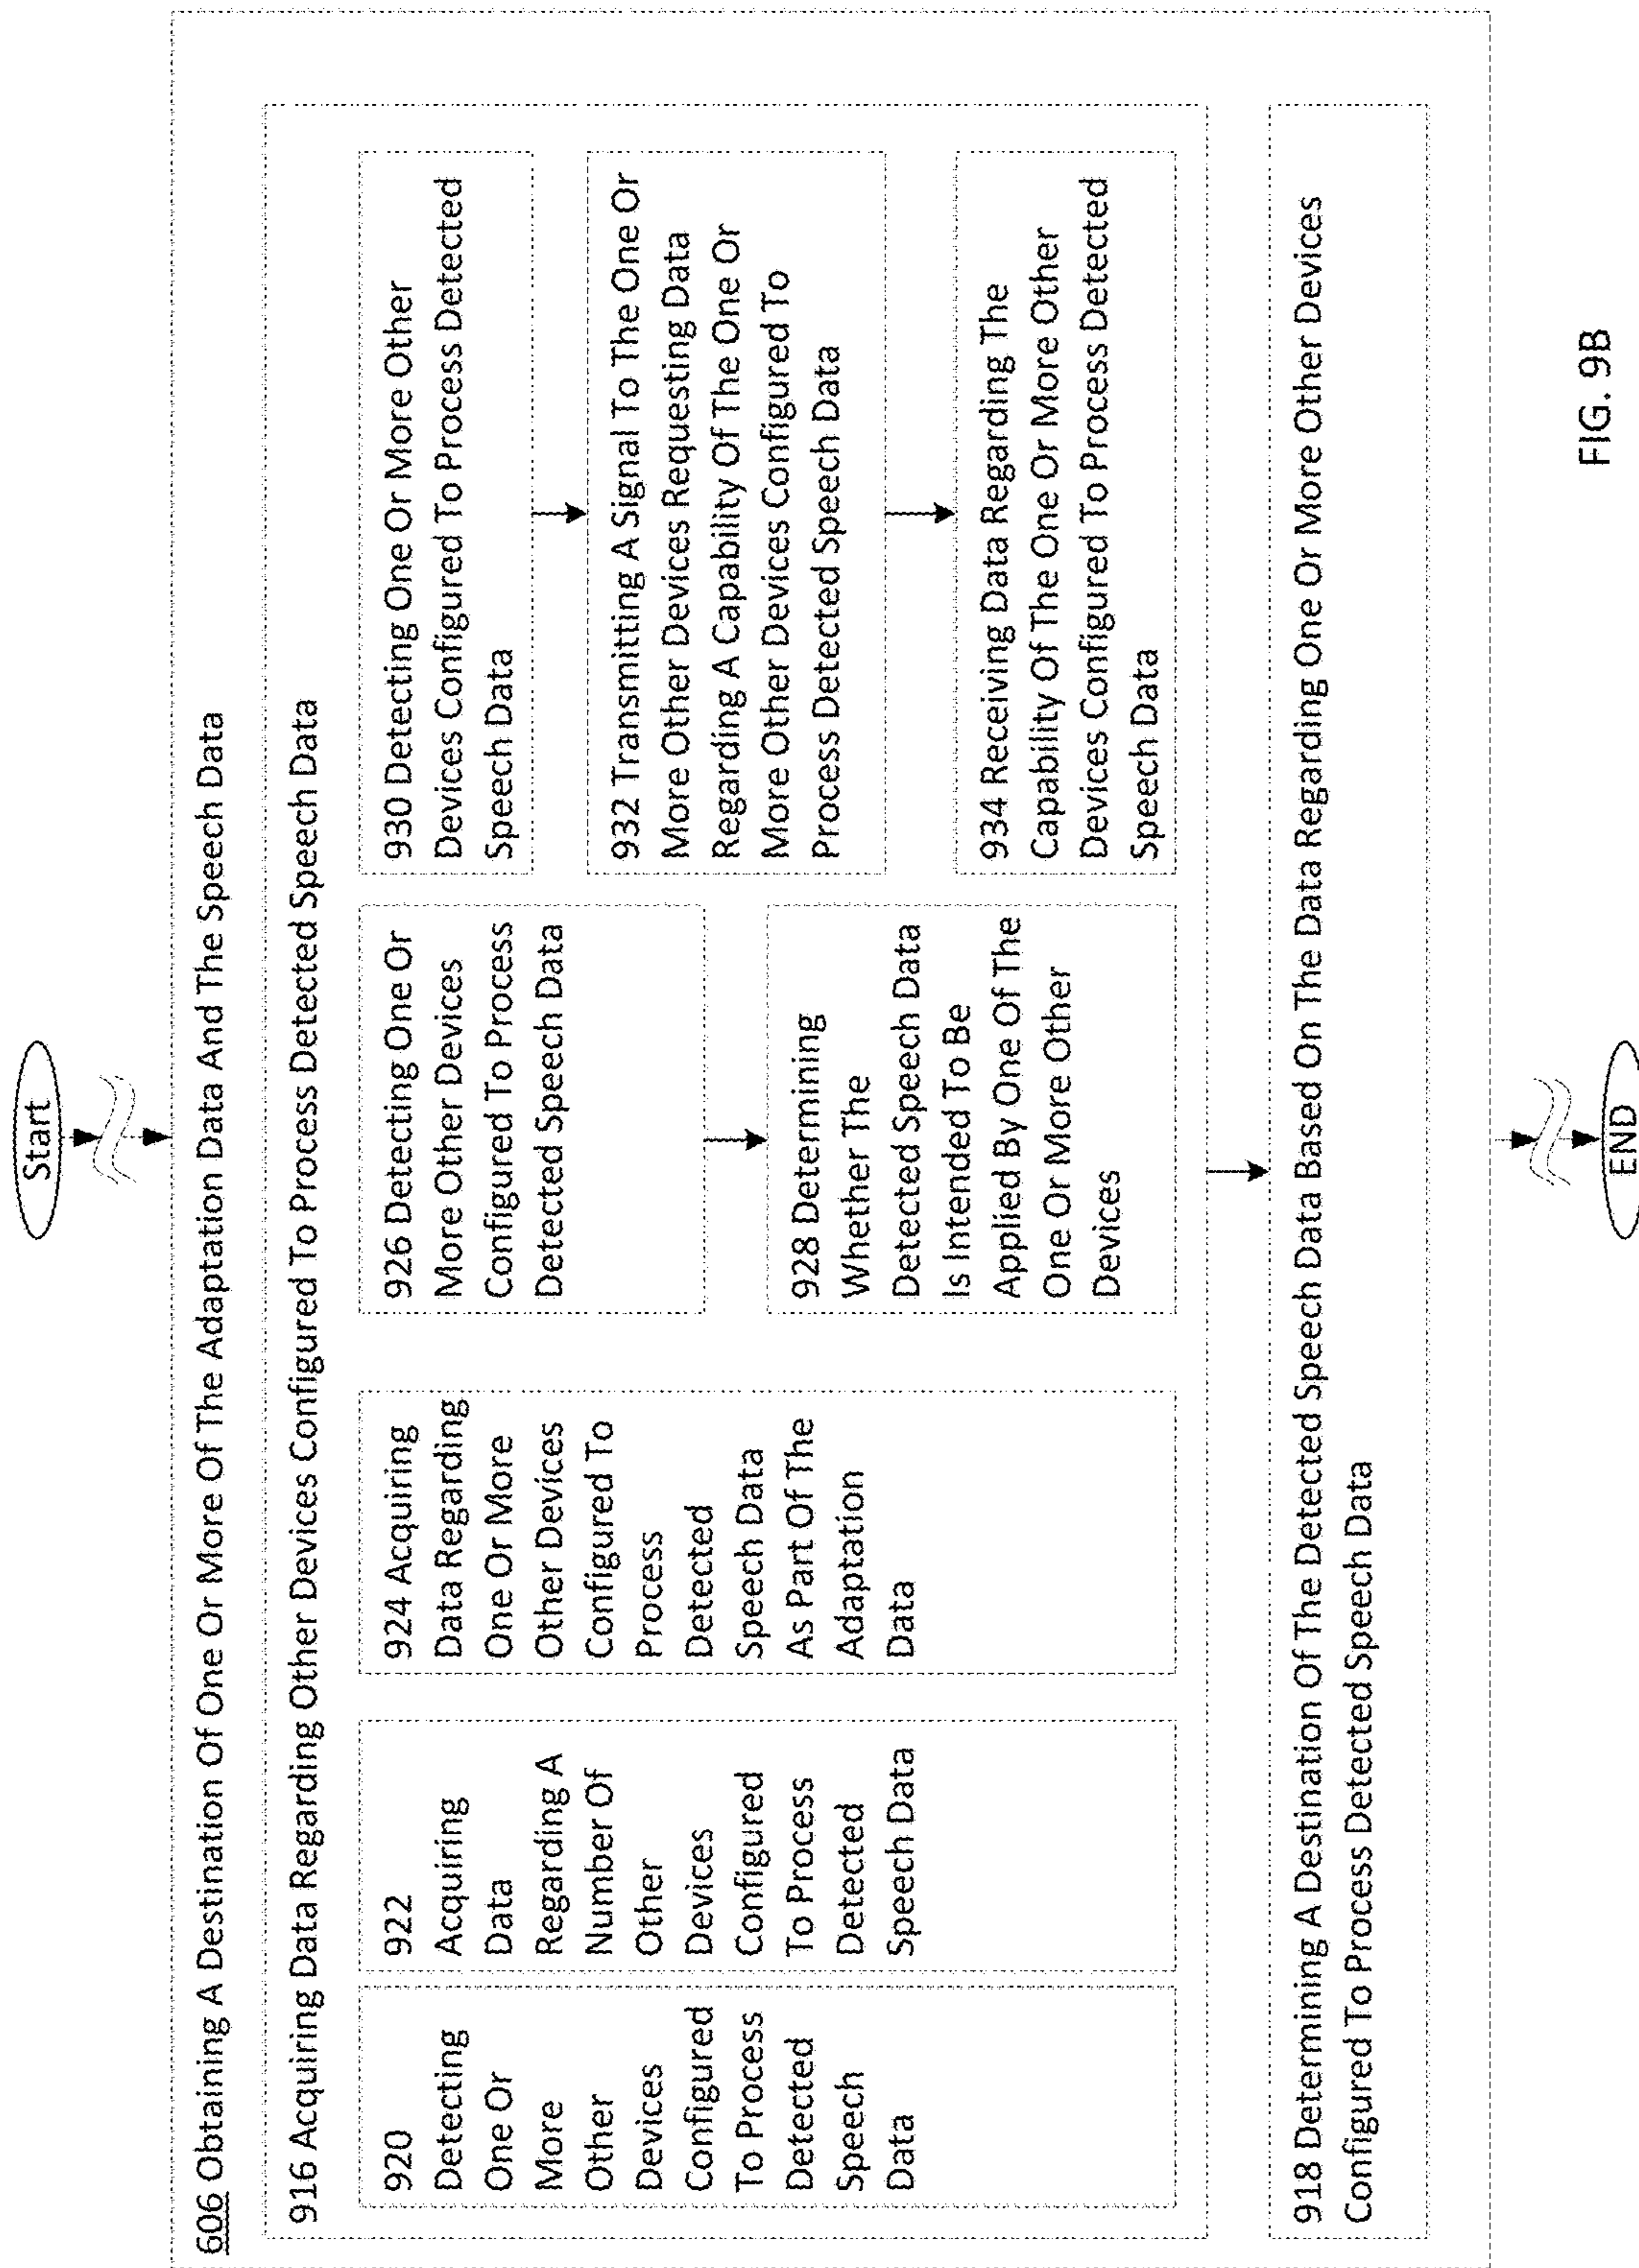 Start
606 Obtaining A Destination Of One Or More Of The Adaptation Data And The Speech Data
916 Acquiring Data Regarding Other Devices Configured To Process Detected Speech Data
920
Detecting
One Or
More
Other
Devices
Configured
To Process
Detected
Speech
Data
922
Acquiring
Data
Regarding A
Number Of
Other
Devices
Configured
To Process
Detected
Speech Data
924 Acquiring
Data Regarding
One Or More
Other Devices
Configured To
Process
Detected
Speech Data
As Part Of The
Adaptation
Data
926 Detecting One Or
More Other Devices
Configured To Process
Detected Speech Data
928 Determining
Whether The
Detected Speech Data
Is Intended To Be
Applied By One Of The
One Or More Other
Devices
930 Detecting One Or More Other
Devices Configured To Process Detected
Speech Data
932 Transmitting A Signal To The One Or
More Other Devices Requesting Data
Regarding A Capability Of The One Or
More Other Devices Configured To
Process Detected Speech Data
934 Receiving Data Regarding The
Capability Of The One Or More Other
Devices Configured To Process Detected
Speech Data
918 Determining A Destination Of The Detected Speech Data Based On The Data Regarding One Or More Other Devices
Configured To Process Detected Speech Data
END
FIG. 9B